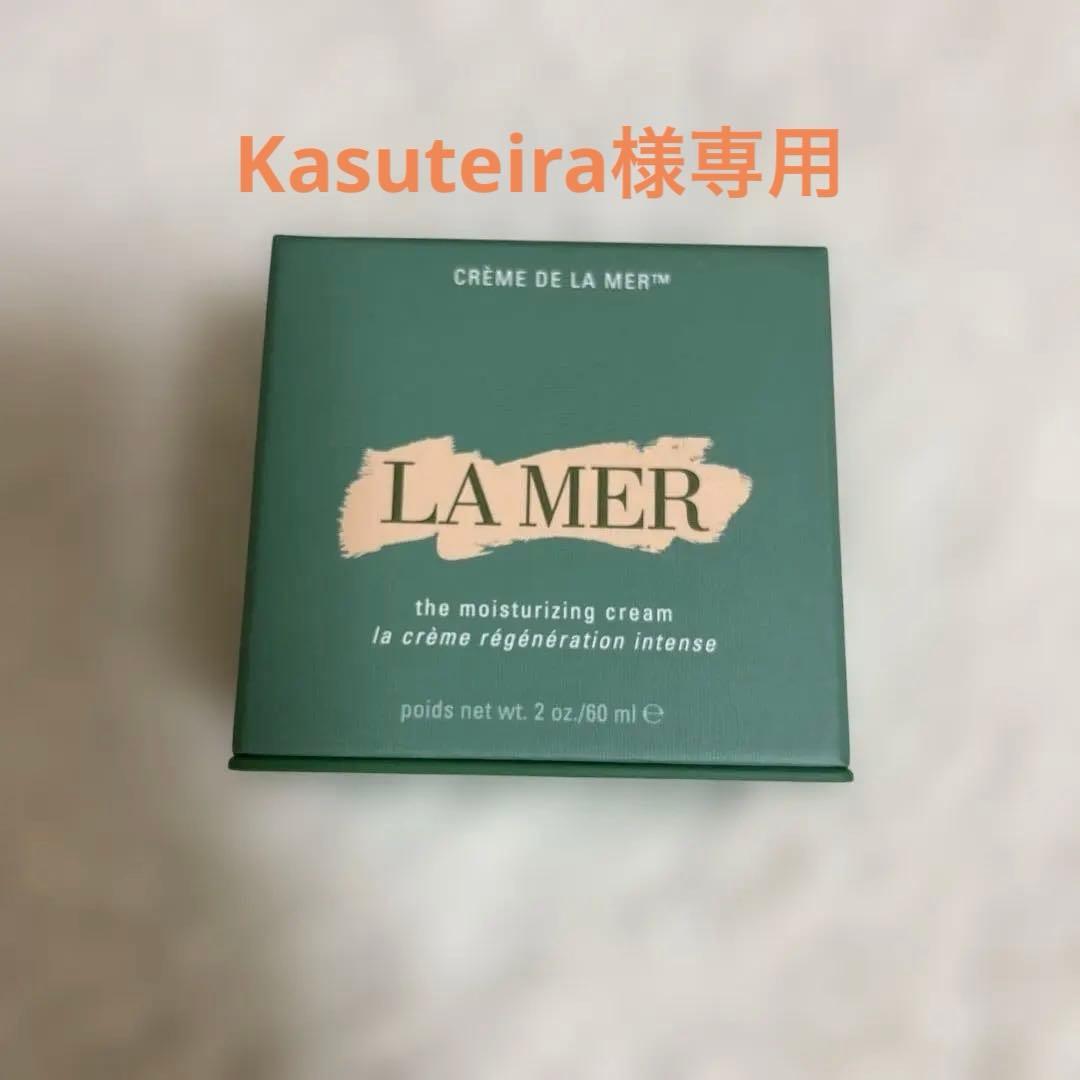 Kasuteira様専用
CRÈME DE LA MER™
LA MER
the moisturizing cream
la crème régénération intense
poids net wt. 2 oz./60 ml ℮